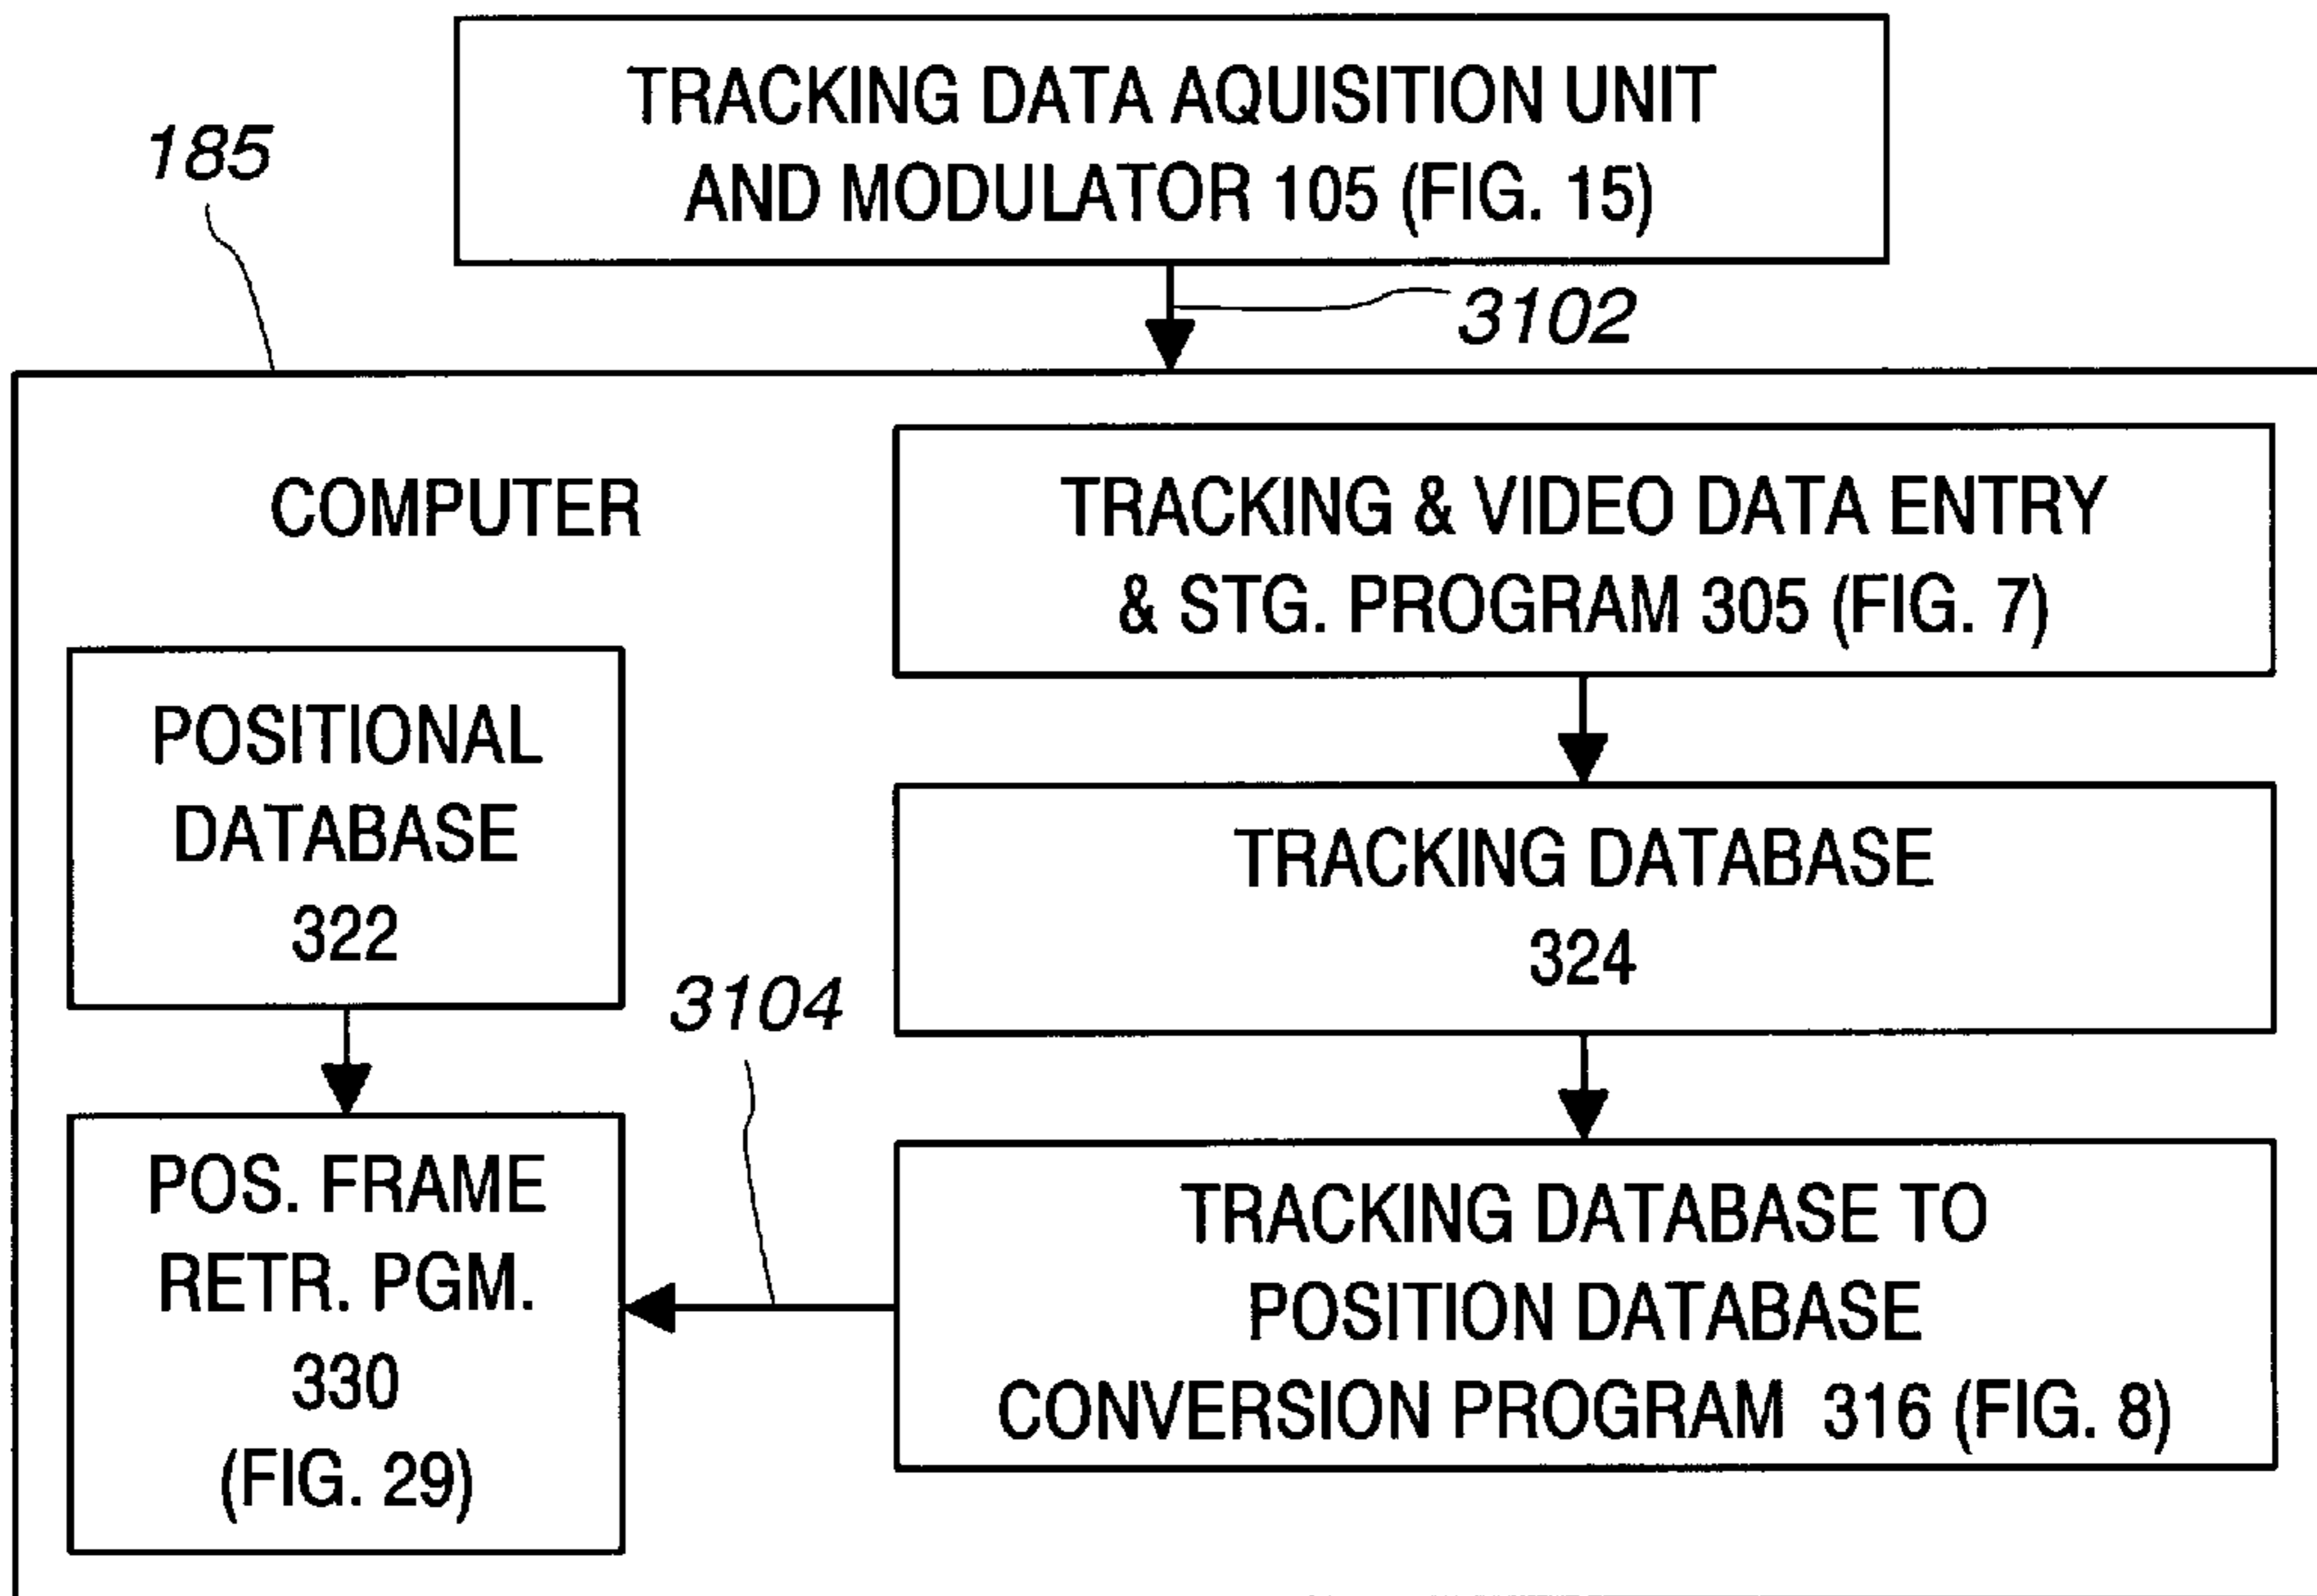 TRACKING DATA AQUISITION UNIT
AND MODULATOR 105 (FIG. 15)
185
3102
COMPUTER
TRACKING & VIDEO DATA ENTRY
& STG. PROGRAM 305 (FIG. 7)
POSITIONAL
DATABASE
322
TRACKING DATABASE
324
3104
POS. FRAME
RETR. PGM.
330
(FIG. 29)
TRACKING DATABASE TO
POSITION DATABASE
CONVERSION PROGRAM 316 (FIG. 8)